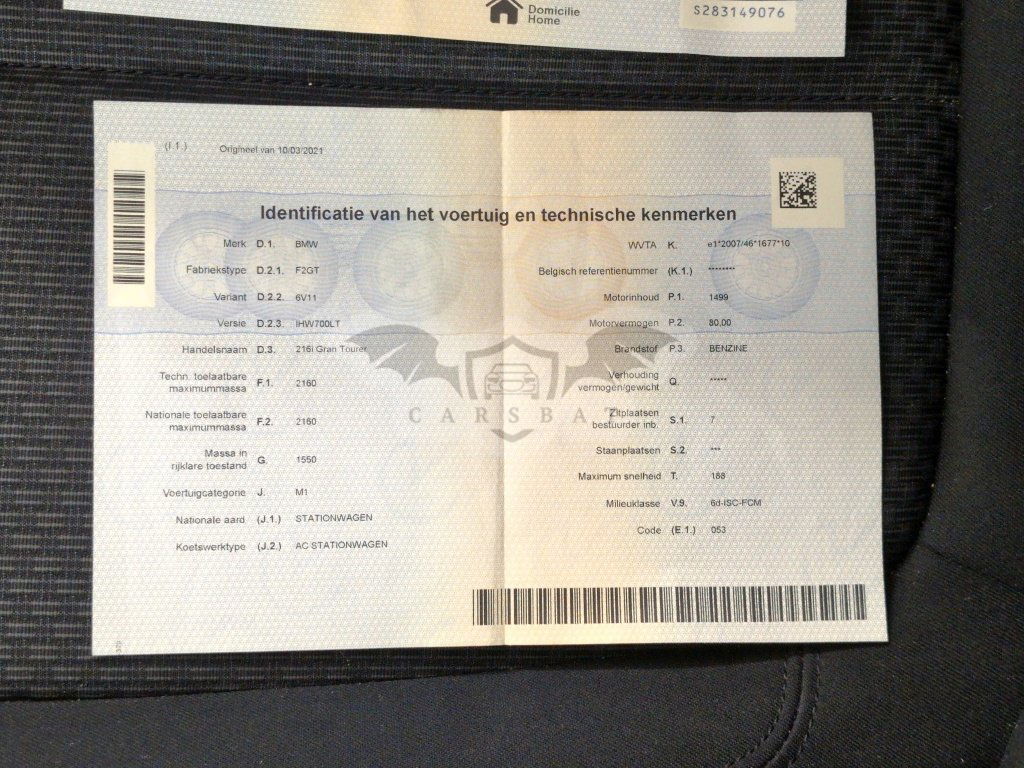 Domicilie
Home
S283149076
(I.1.) Origineel van 10/03/2021
Identificatie van het voertuig en technische kenmerken
Merk D.1. BMW
Fabriekstype D.2.1. F2GT
Variant D.2.2. 6V11
Versie D.2.3. IHW700LT
Handelsnaam D.3. 216i Gran Tourer
Techn. toelaatbare
maximummassa F.1. 2160
Nationale toelaatbare
maximummassa F.2. 2160
Massa in
rijklare toestand G. 1550
Voertuigcategorie J. M1
Nationale aard (J.1.) STATIONWAGEN
Koetswerktype (J.2.) AC STATIONWAGEN
WVTA K. e1*2007/46*1677*10
Belgisch referentienummer (K.1.) ********
Motorinhoud P.1. 1499
Motorvermogen P.2. 80,00
Brandstof P.3. BENZINE
Verhouding
vermogen/gewicht Q. *****
Zitplaatsen
bestuurder inb. S.1. 7
Staanplaatsen S.2. ***
Maximum snelheid T. 188
Milieuklasse V.9. 6d-ISC-FCM
Code (E.1.) 053
CARSBAT